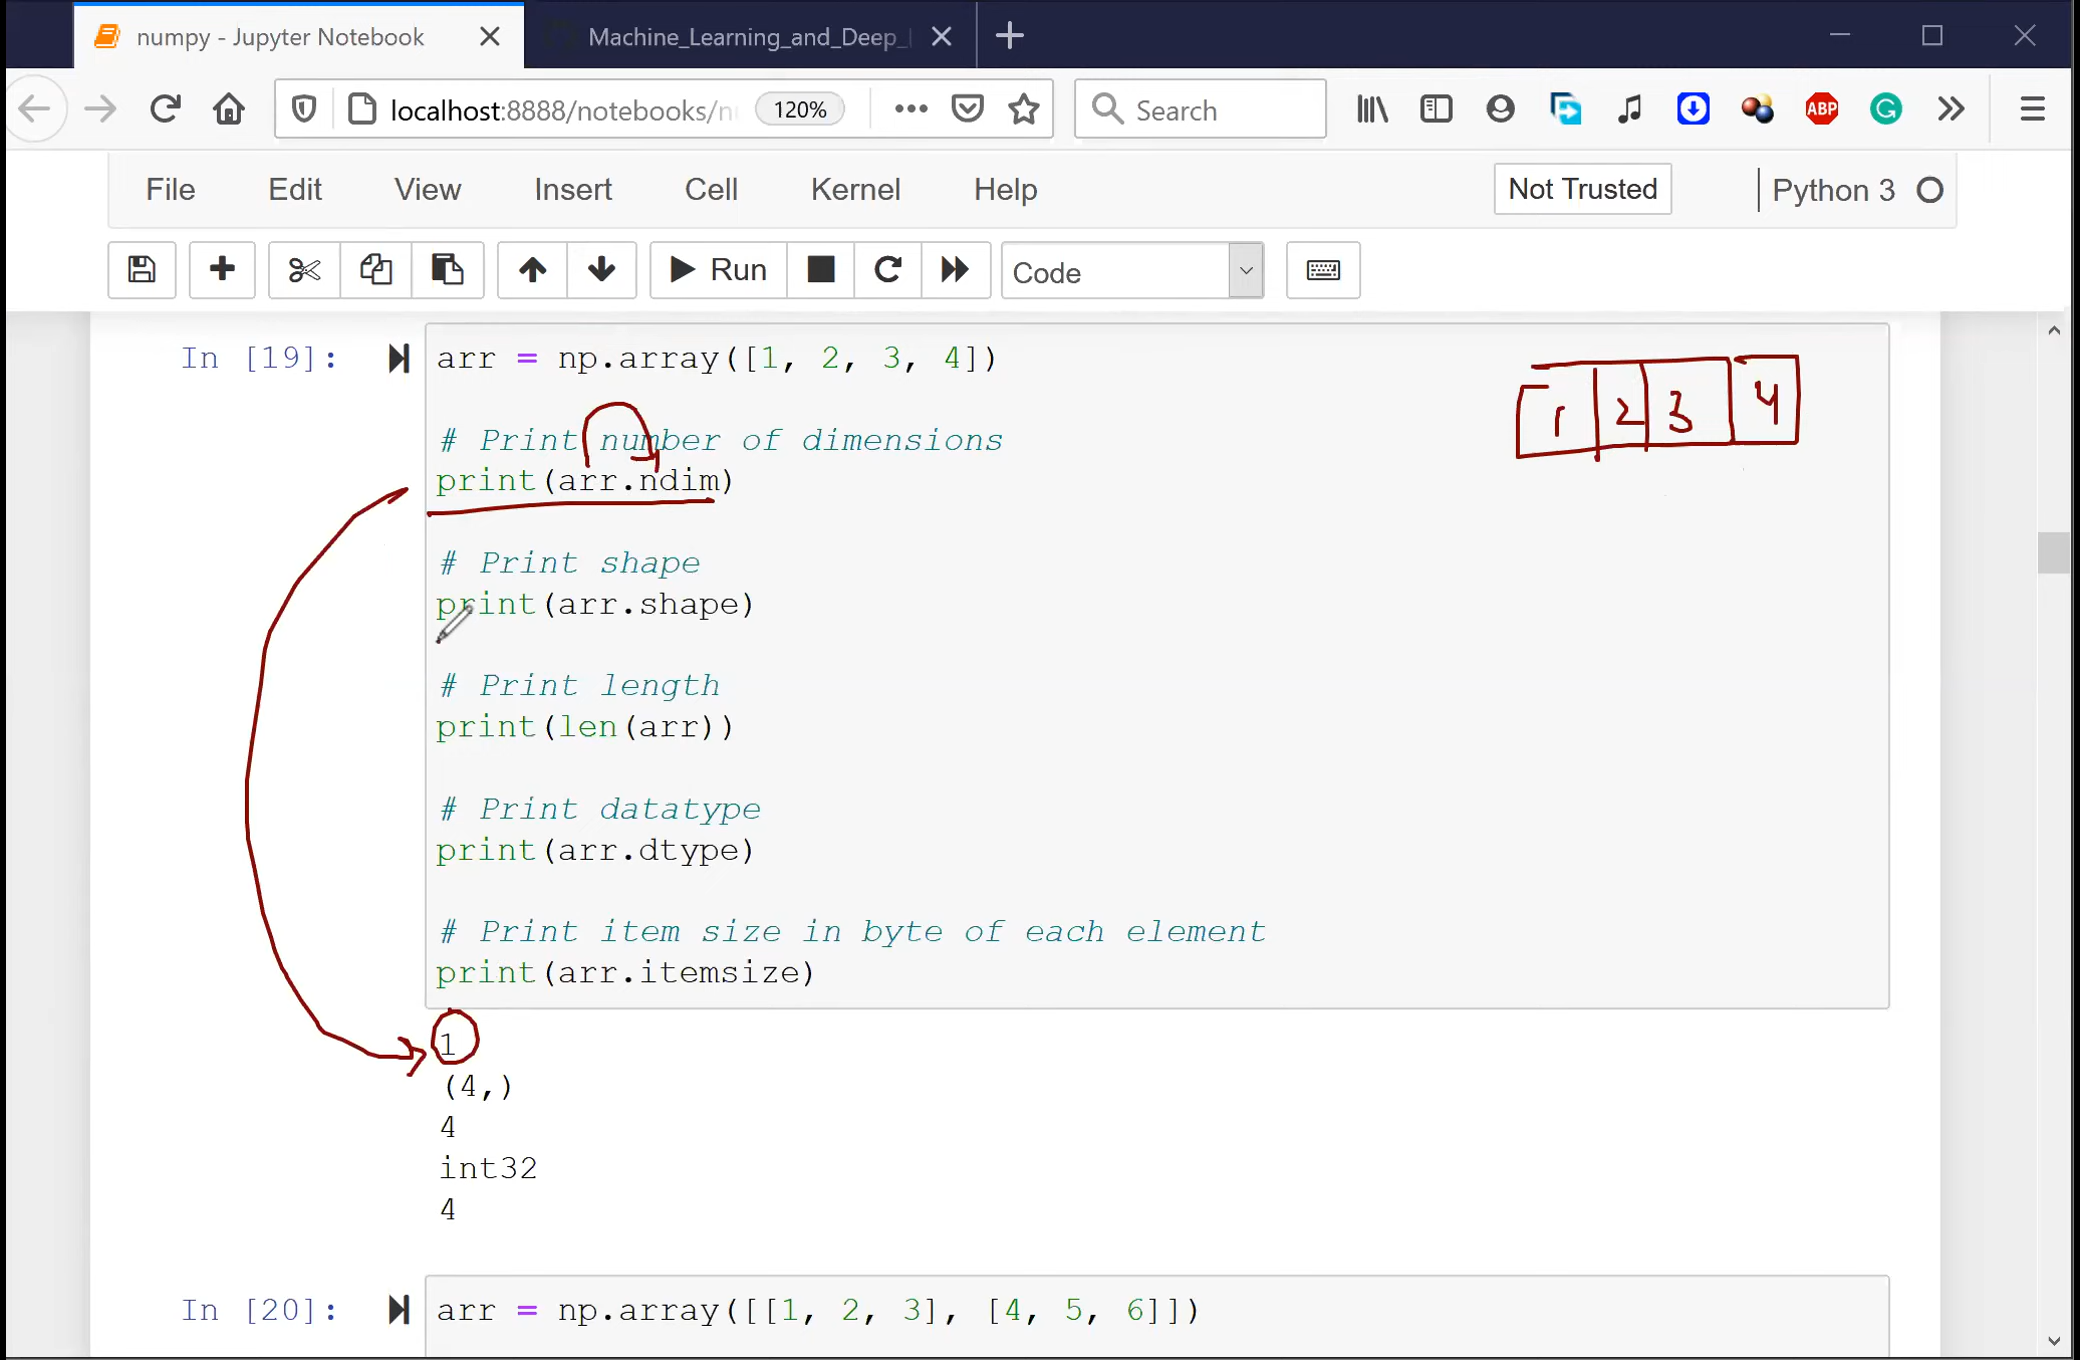 numpy - Jupyter Notebook
Machine_Learning_and_Deep_
localhost:8888/notebooks/n
120%
Search
ABP
File Edit View Insert Cell Kernel Help
Not Trusted
Python 3
Run
Code
In [19]:
arr = np.array([1, 2, 3, 4])
1 2 3 4
# Print number of dimensions
print(arr.ndim)
# Print shape
print(arr.shape)
# Print length
print(len(arr))
# Print datatype
print(arr.dtype)
# Print item size in byte of each element
print(arr.itemsize)
1
(4,)
4
int32
4
In [20]:
arr = np.array([[1, 2, 3], [4, 5, 6]])